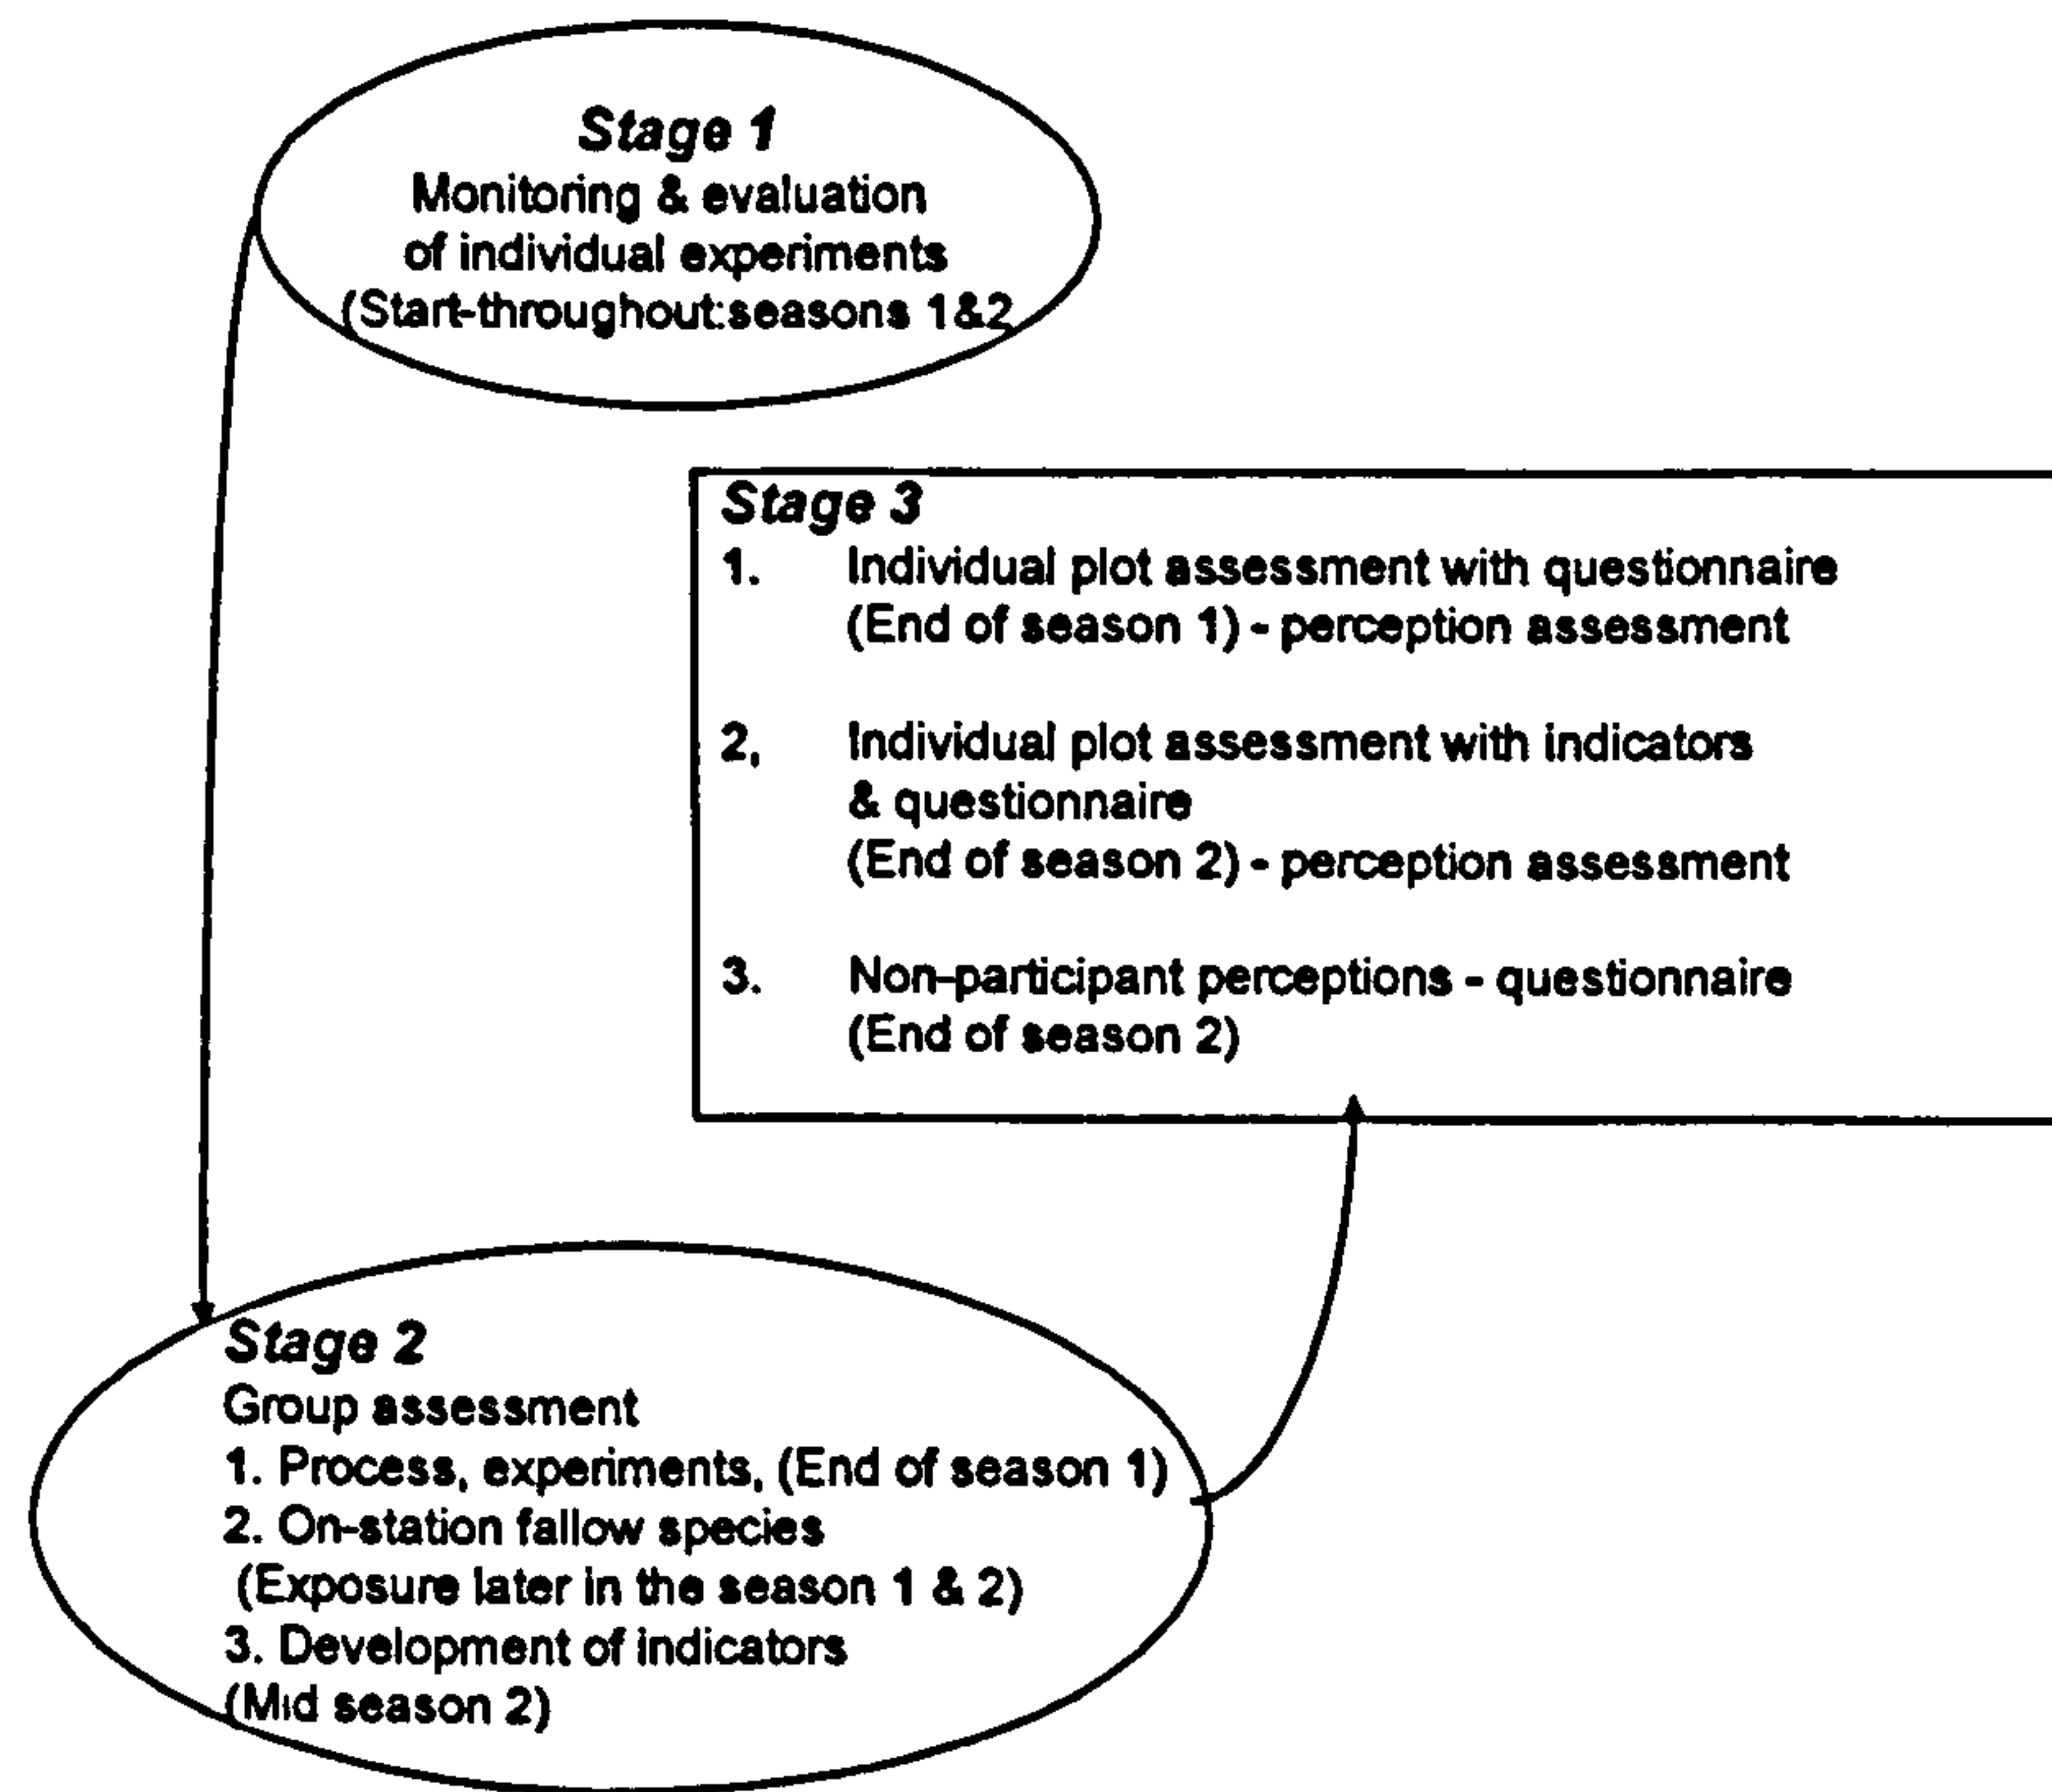 Stage 1
Monitoring & evaluation
of individual experiments
(Start-throughout:seasons 1&2
Stage 3
1. Individual plot assessment with questionnaire
(End of season 1) - perception assessment
2, Individual plot assessment with indicators
& questionnaire
(End of season 2) - perception assessment
3. Non-participant perceptions - questionnaire
(End of season 2)
Stage 2
Group assessment
1. Process, experiments, (End of season 1)
2. On-station fallow species
(Exposure later in the season 1 & 2)
3. Development of indicators
(Mid season 2)